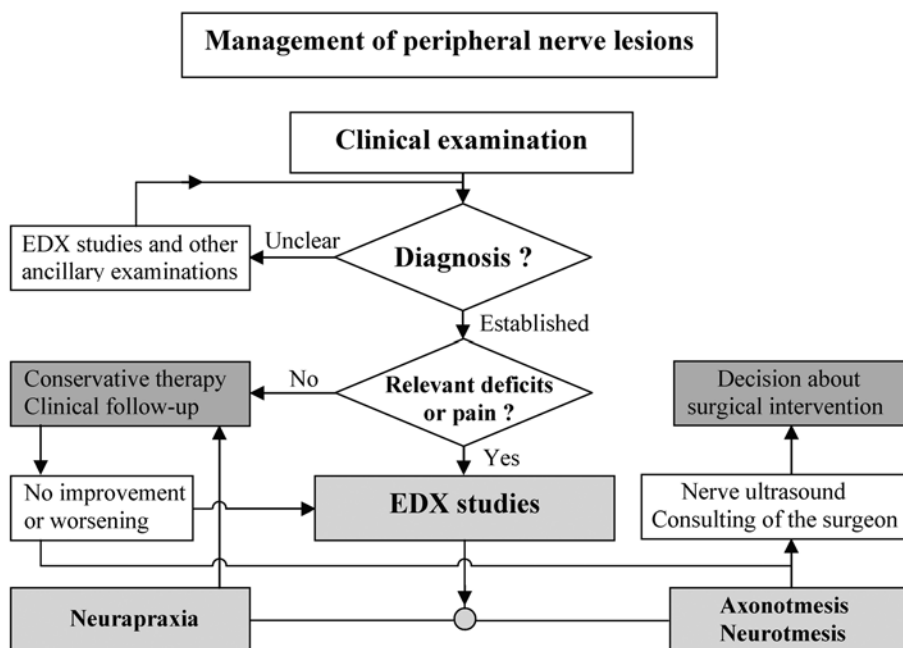 Management of peripheral nerve lesions
Clinical examination
EDX studies and other
ancillary examinations
Unclear
Diagnosis ?
Established
Conservative therapy
Clinical follow-up
No
Relevant deficits
or pain ?
Decision about
surgical intervention
Yes
No improvement
or worsening
EDX studies
Nerve ultrasound
Consulting of the surgeon
Neurapraxia
Axonotmesis
Neurotmesis